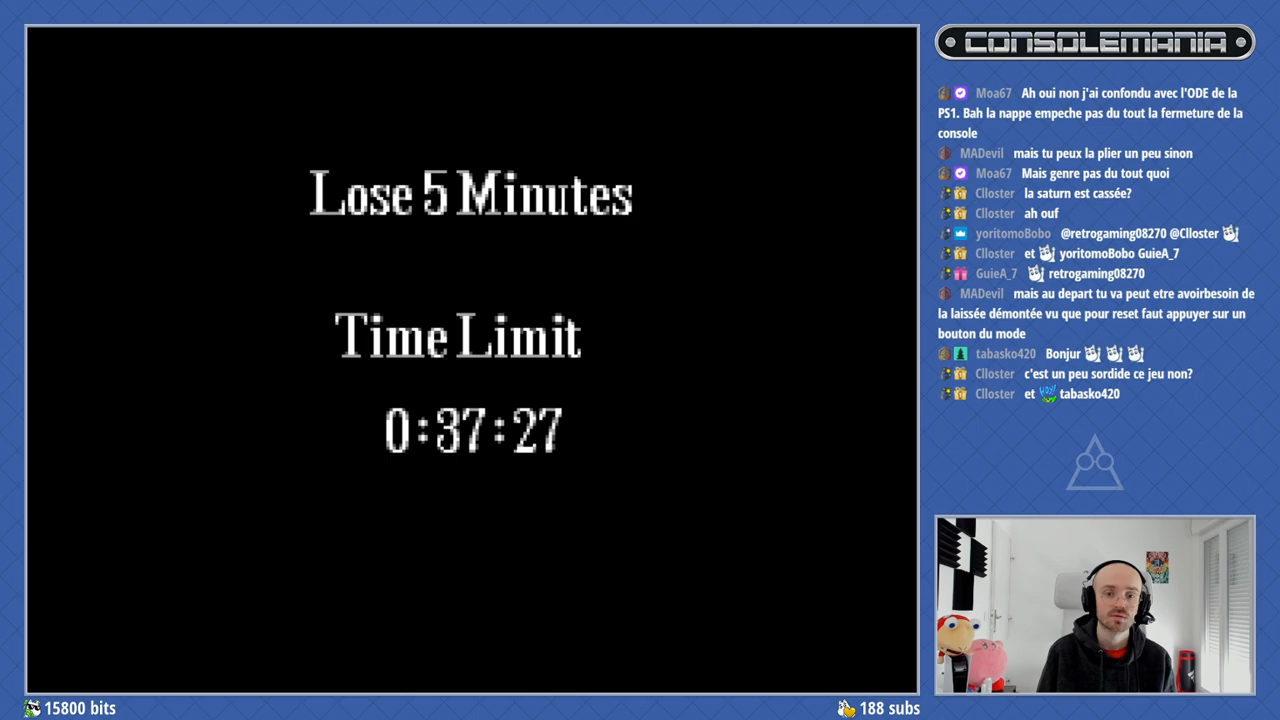 Lose 5 Minutes
Time Limit
0:37:27
CONSOLEMANIA
Moa67 Ah oui non j'ai confondu avec l'ODE de la
PS1. Bah la nappe empeche pas du tout la fermeture de la
console
MADevil mais tu peux la plier un peu sinon
Moa67 Mais genre pas du tout quoi
Clloster la saturn est cassée?
Clloster ah ouf
yoritomoBobo @retrogaming08270 @Clloster
Clloster et yoritomoBobo GuieA_7
GuieA_7 retrogaming08270
MADevil mais au depart tu va peut etre avoirbesoin de
la laissée démontée vu que pour reset faut appuyer sur un
bouton du mode
tabasko420 Bonjur
Clloster c'est un peu sordide ce jeu non?
Clloster et tabasko420
15800 bits
188 subs